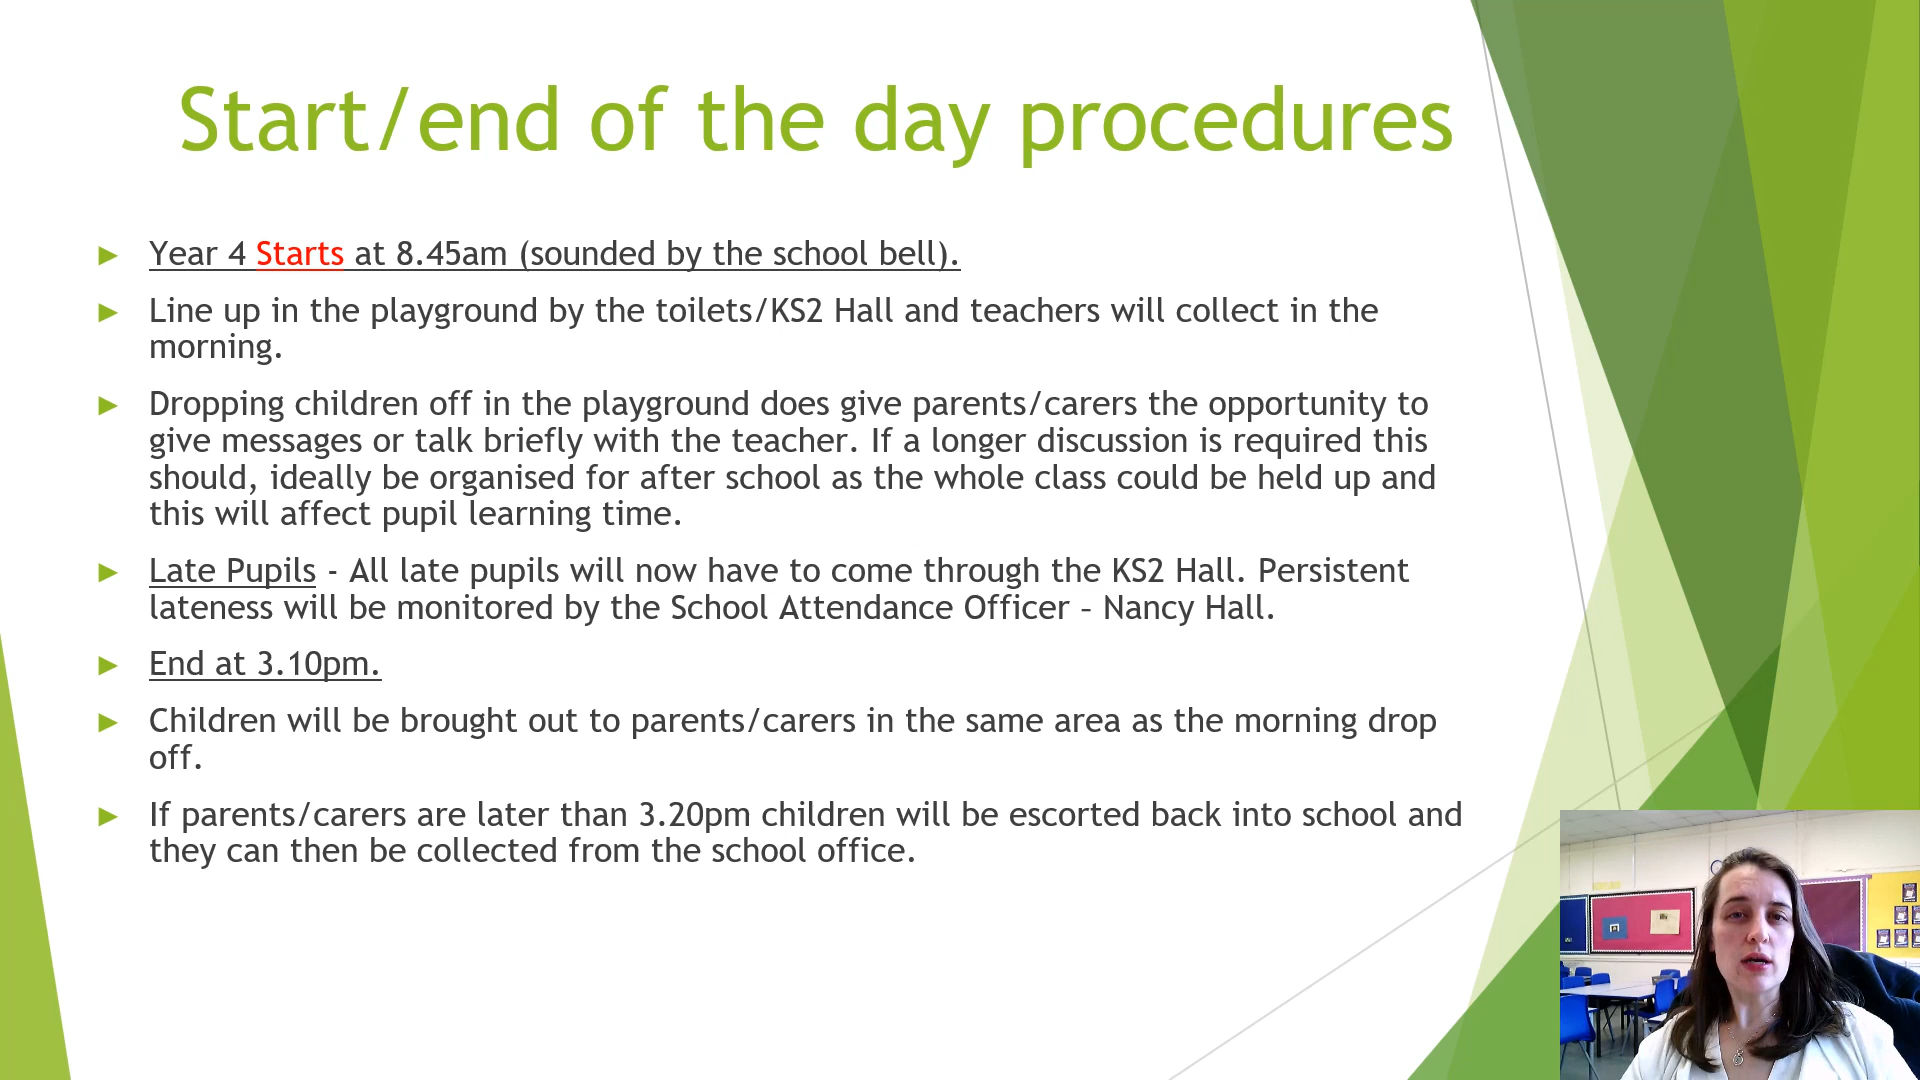 Start/end of the day procedures
Year 4 Starts at 8.45am (sounded by the school bell).
Line up in the playground by the toilets/KS2 Hall and teachers will collect in the
morning.
Dropping children off in the playground does give parents/carers the opportunity to
give messages or talk briefly with the teacher. If a longer discussion is required this
should, ideally be organised for after school as the whole class could be held up and
this will affect pupil learning time.
Late Pupils - All late pupils will now have to come through the KS2 Hall. Persistent
lateness will be monitored by the School Attendance Officer – Nancy Hall.
End at 3.10pm.
Children will be brought out to parents/carers in the same area as the morning drop
off.
If parents/carers are later than 3.20pm children will be escorted back into school and
they can then be collected from the school office.